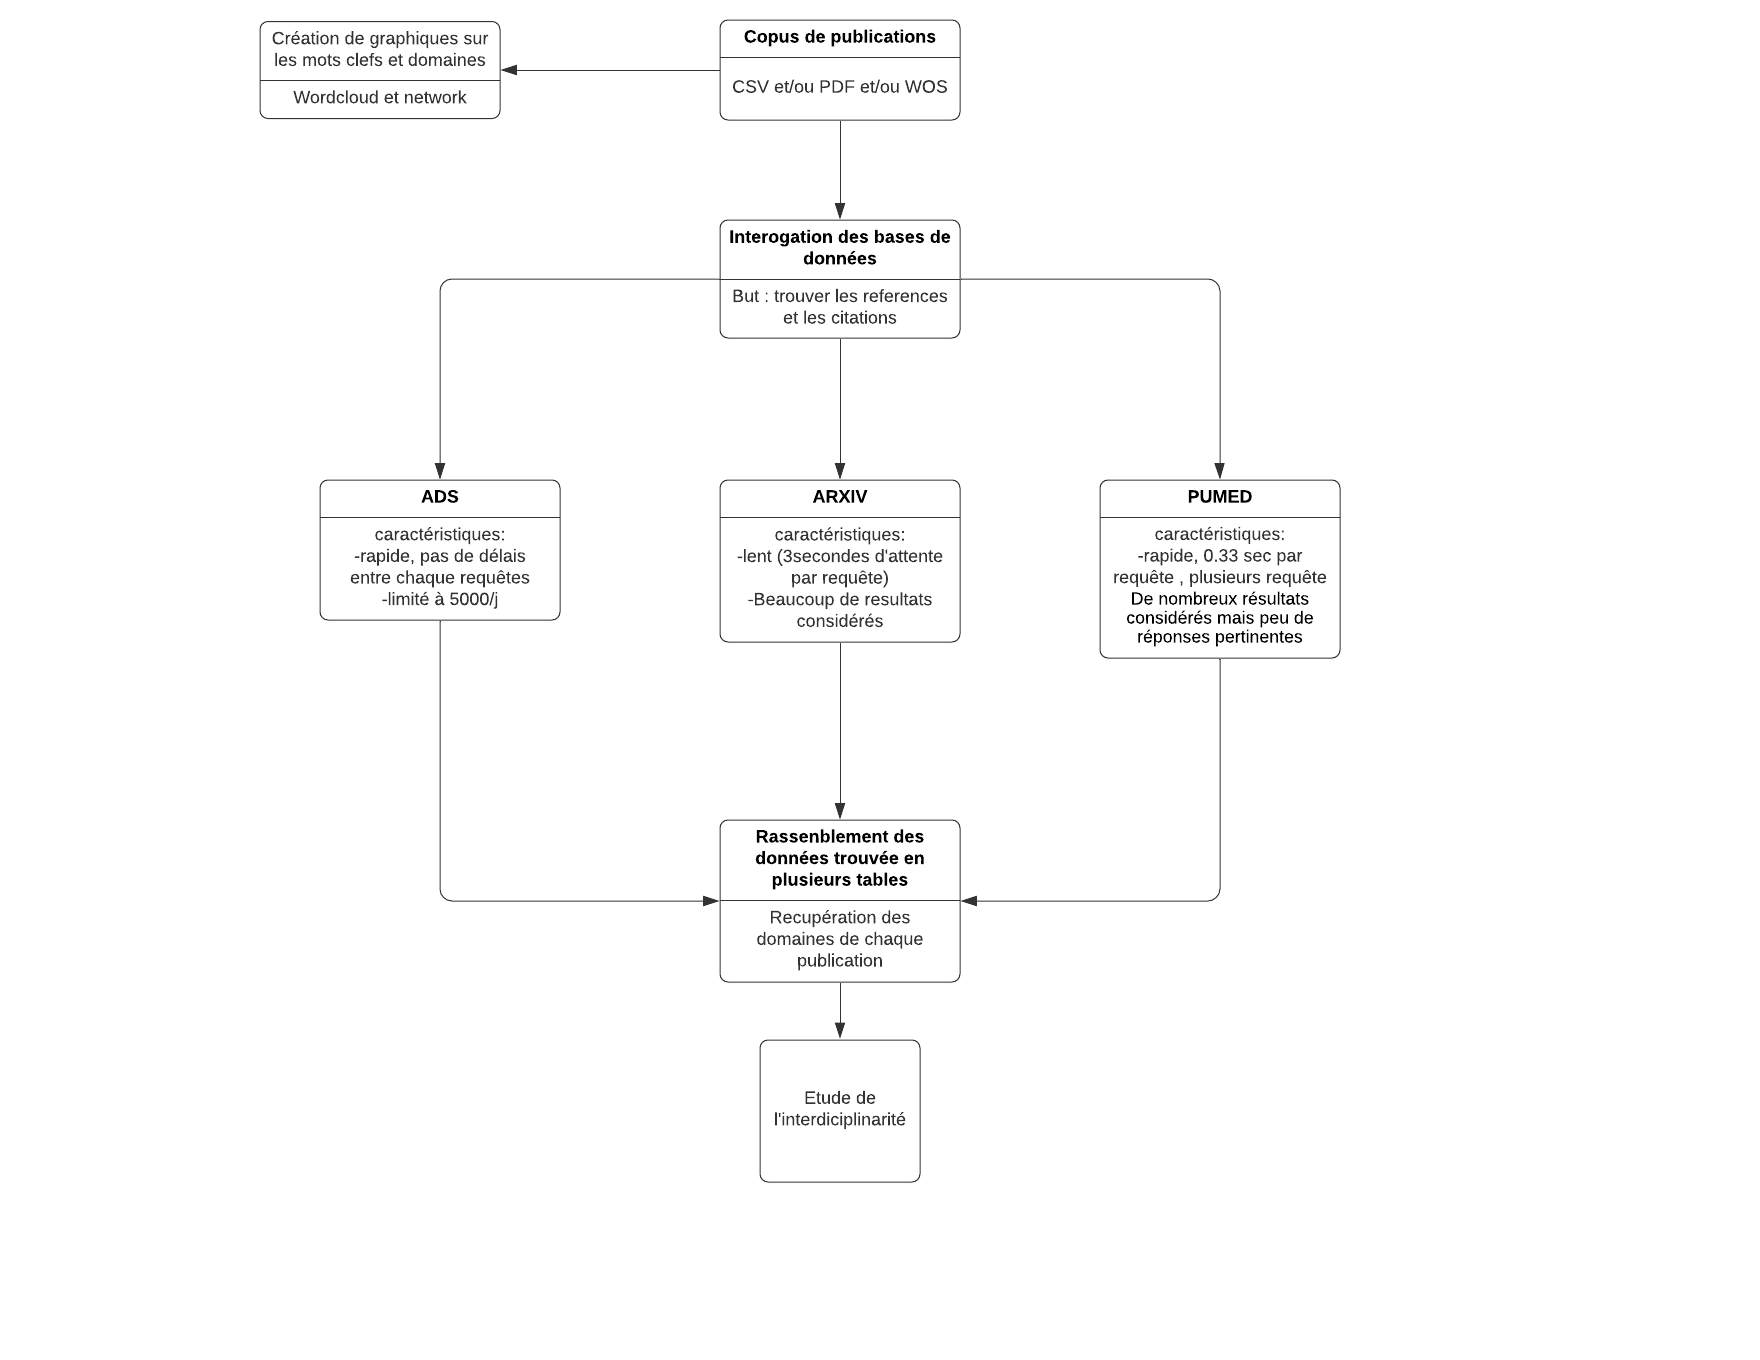 Création de graphiques sur
les mots clefs et domaines
Wordcloud et network
Copus de publications
CSV et/ou PDF et/ou WOS
Interogation des bases de
données
But : trouver les references
et les citations
ADS
caractéristiques:
-rapide, pas de délais
entre chaque requêtes
-limité à 5000/j
ARXIV
caractéristiques:
-lent (3secondes d'attente
par requête)
-Beaucoup de resultats
considérés
PUMED
caractéristiques:
-rapide, 0.33 sec par
requête , plusieurs requête
De nombreux résultats
considérés mais peu de
réponses pertinentes
Rassenblement des
données trouvée en
plusieurs tables
Recupération des
domaines de chaque
publication
Etude de
l'interdiciplinarité